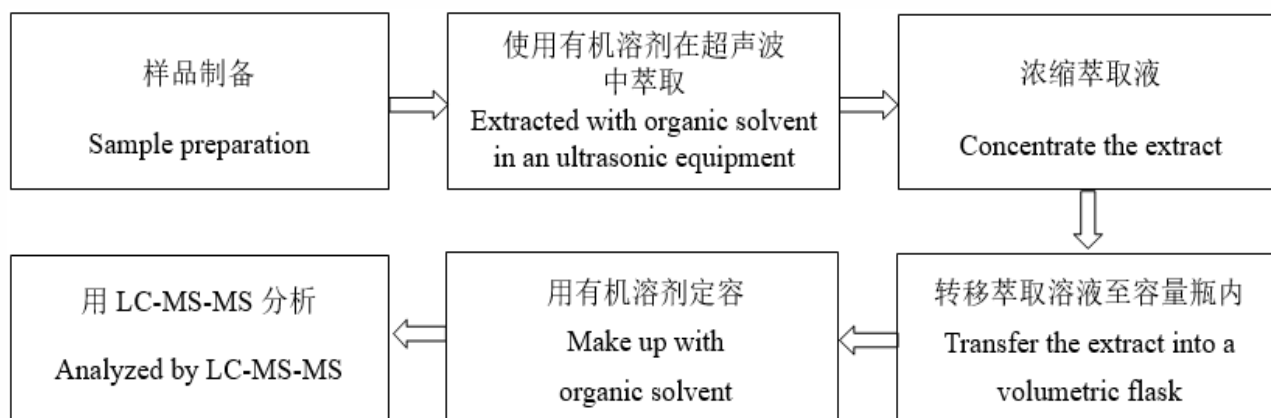 样品制备
Sample preparation
使用有机溶剂在超声波
中萃取
Extracted with organic solvent
in an ultrasonic equipment
浓缩萃取液
Concentrate the extract
转移萃取溶液至容量瓶内
Transfer the extract into a
volumetric flask
用有机溶剂定容
Make up with
organic solvent
用 LC-MS-MS 分析
Analyzed by LC-MS-MS